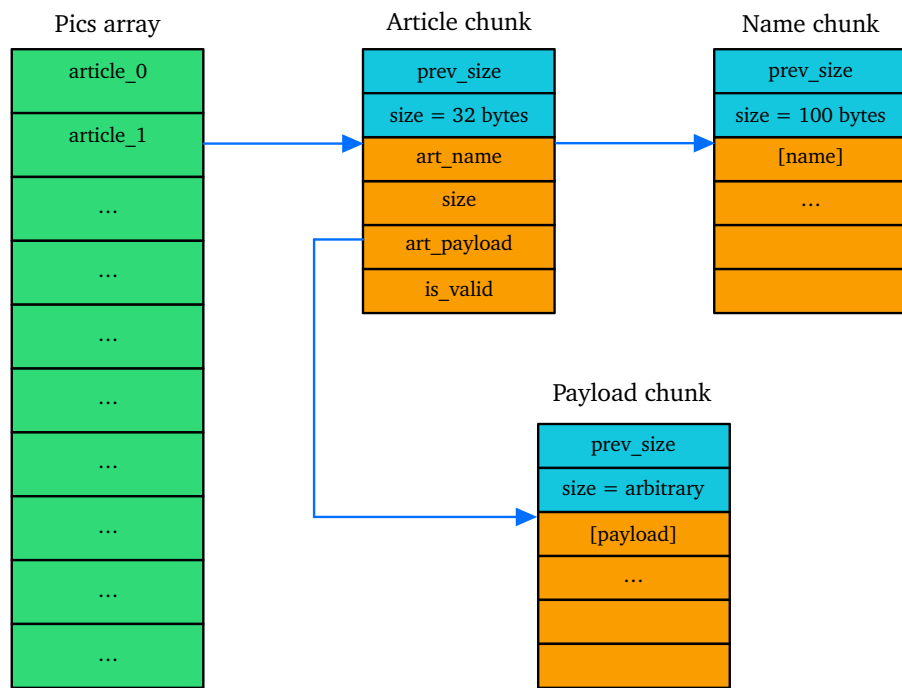 Pics array
article_0
article_1
...
...
...
...
...
...
...
...
Article chunk
prev_size
size = 32 bytes
art_name
size
art_payload
is_valid
Name chunk
prev_size
size = 100 bytes
[name]
...
Payload chunk
prev_size
size = arbitrary
[payload]
...